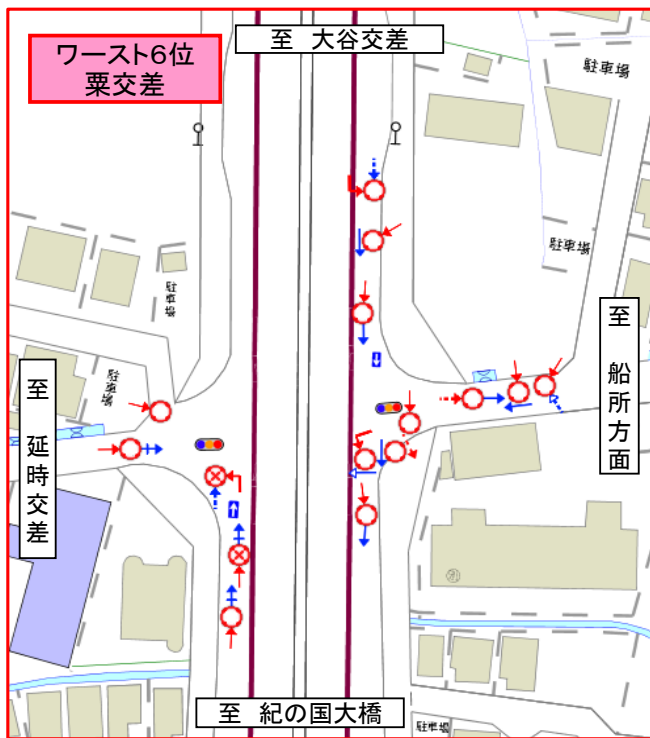 ワースト6位
粟交差
至 大谷交差
駐車場
駐車場
駐車場
駐車場
至 船所方面
至 延時交差
至 紀の国大橋
駐車場